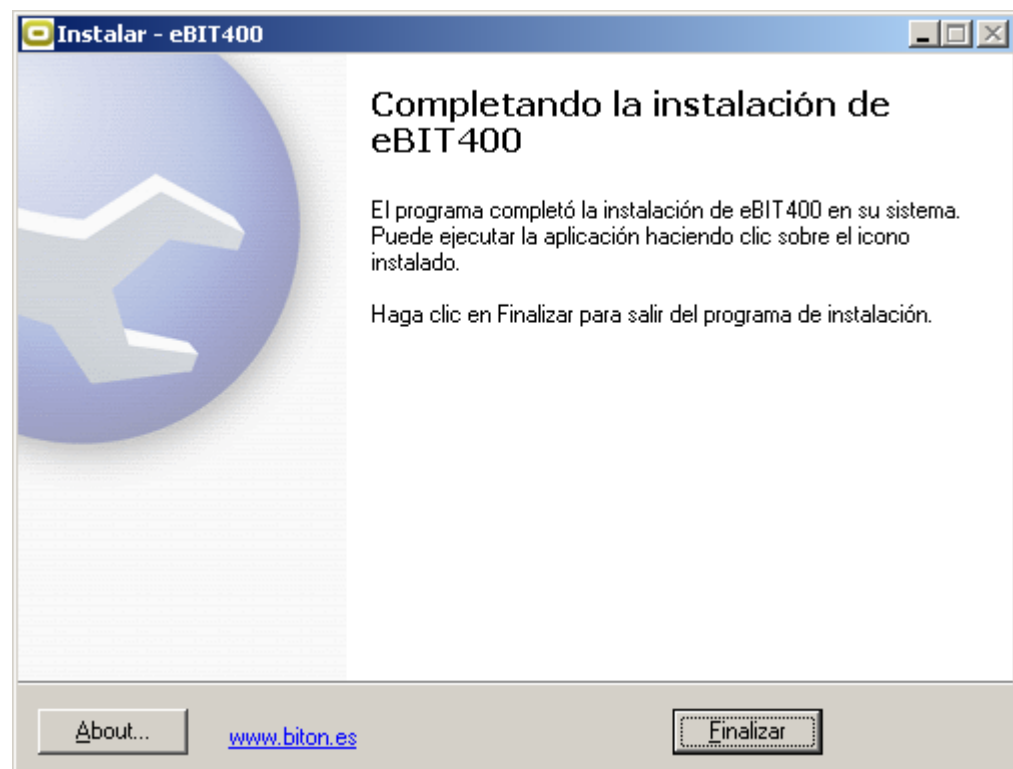 Instalar - eBIT400
Completando la instalación de
eBIT400
El programa completó la instalación de eBIT400 en su sistema.
Puede ejecutar la aplicación haciendo clic sobre el icono
instalado.
Haga clic en Finalizar para salir del programa de instalación.
About...
www.biton.es
Finalizar